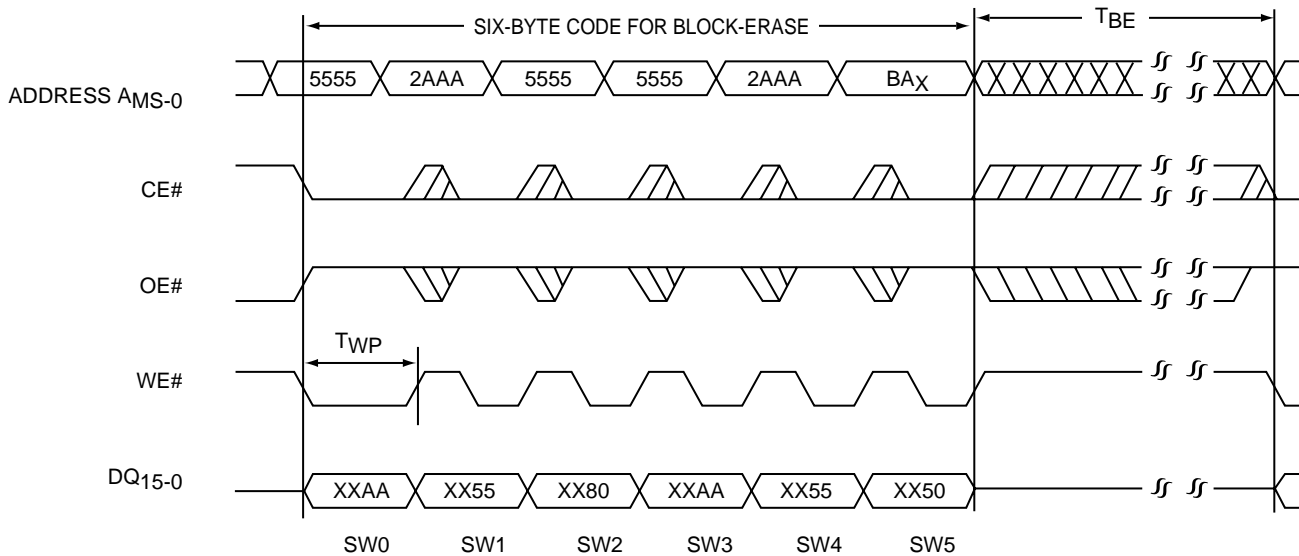 SIX-BYTE CODE FOR BLOCK-ERASE TBE
ADDRESS AMS-0 5555 2AAA 5555 5555 2AAA BAX
CE#
OE#
TWP
WE#
DQ15-0 XXAA XX55 XX80 XXAA XX55 XX50
SW0 SW1 SW2 SW3 SW4 SW5